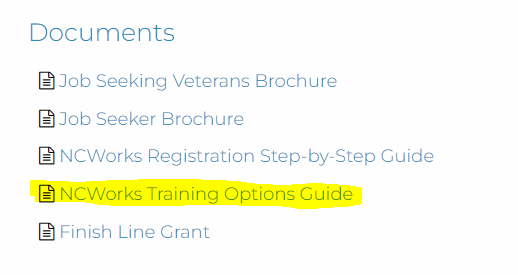 Documents
Job Seeking Veterans Brochure
Job Seeker Brochure
NCWorks Registration Step-by-Step Guide
NCWorks Training Options Guide
Finish Line Grant